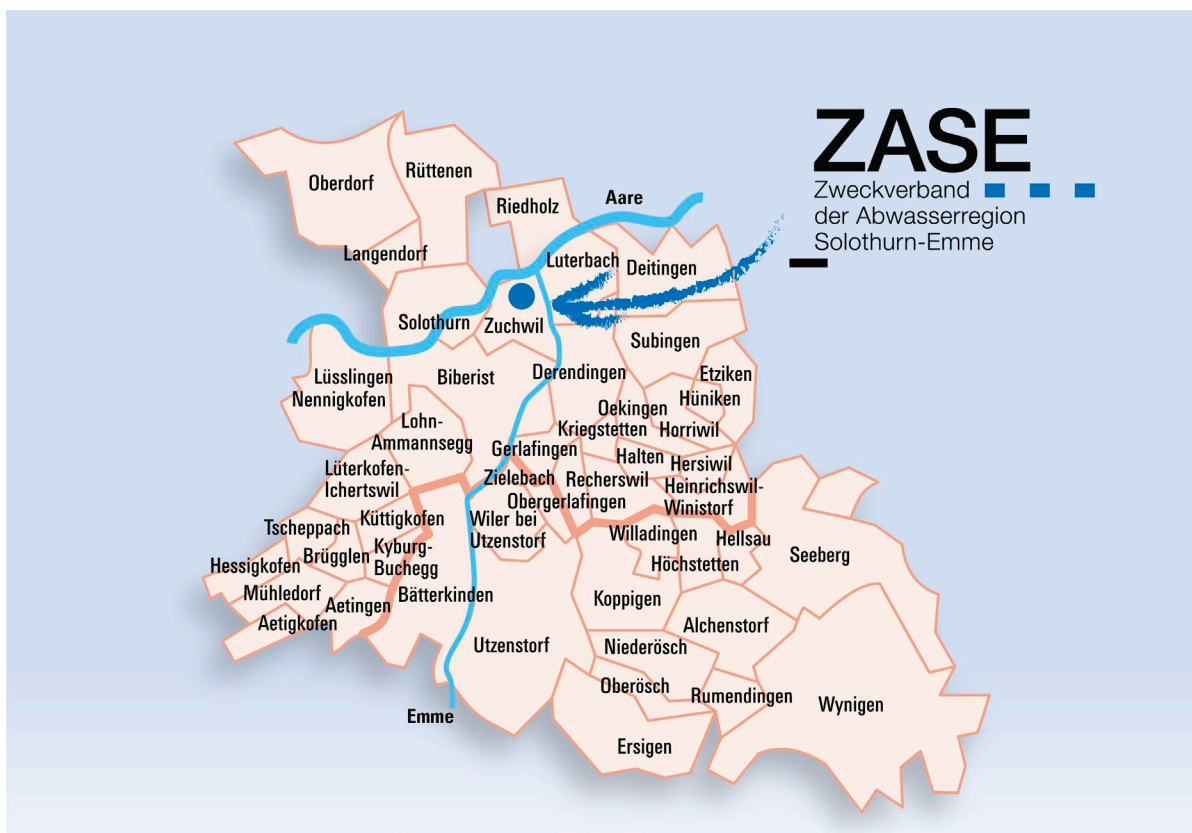 ZASE
Zweckverband
der Abwasserregion
Solothurn-Emme
Oberdorf
Rüttenen
Riedholz
Aare
Langendorf
Luterbach
Deitingen
Solothurn
Zuchwil
Subingen
Lüsslingen
Nennigkofen
Biberist
Derendingen
Etziken
Hüniken
Oekingen
Kriegstetten
Horriwil
Lohn-
Ammannsegg
Gerlafingen
Halten
Hersiwil
Lüterkofen-
Ichertswil
Zielebach
Recherswil
Heinrichswil-
Winistorf
Obergerlafingen
Tscheppach
Küttigkofen
Wiler bei
Utzenstorf
Willadingen
Hellsau
Seeberg
Hessigkofen
Brügglen
Kyburg-
Buchegg
Höchstetten
Mühledorf
Aetingen
Bätterkinden
Koppigen
Aetigkofen
Alchenstorf
Utzenstorf
Niederösch
Oberösch
Rumendingen
Wynigen
Emme
Ersigen